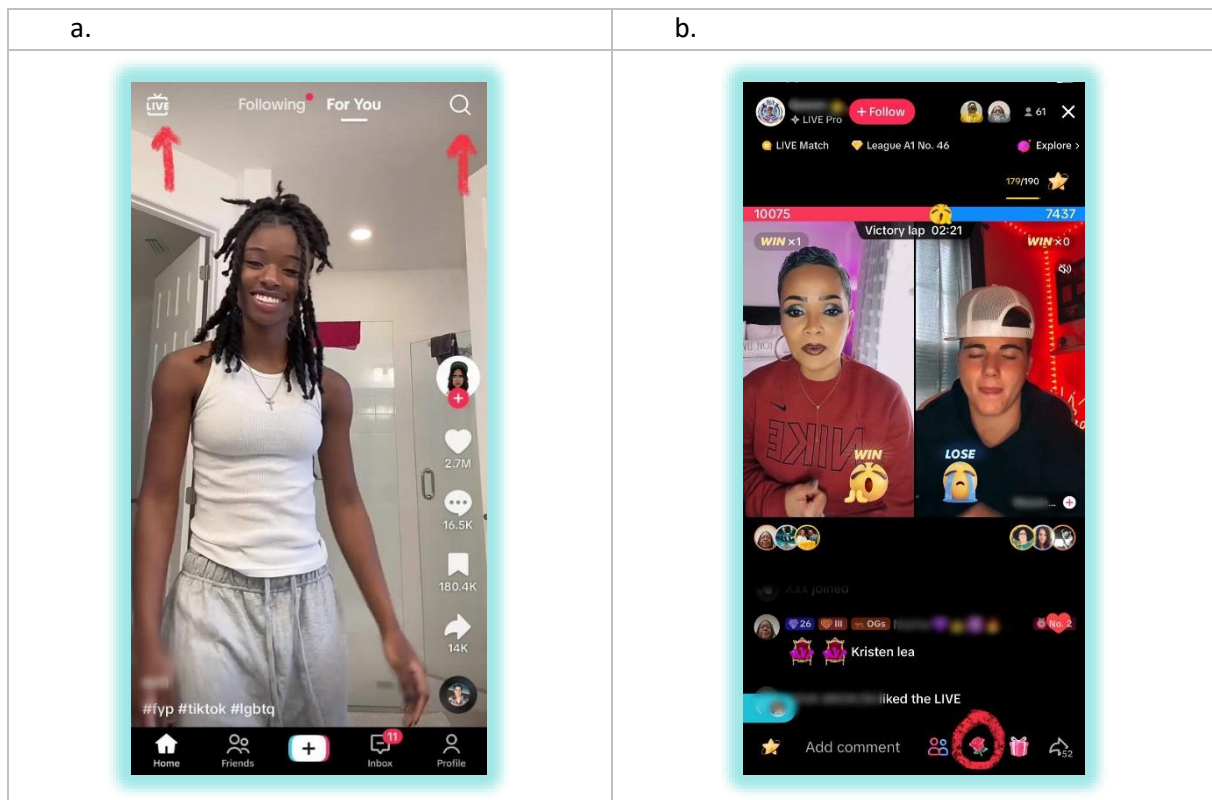 a.
b.
LIVE
Following
For You
2.7M
16.5K
180.4K
14K
#fyp #tiktok #lgbtq
Home
Friends
11
Inbox
Profile
LIVE Pro
+ Follow
61
LIVE Match
League A1 No. 46
Explore >
179/190
10075
7437
Victory lap 02:21
WIN x1
WIN x0
NIKE
WIN
LOSE
...
Xxx joined
26
III
OGs
No. 2
Kristen lea
liked the LIVE
Add comment
52